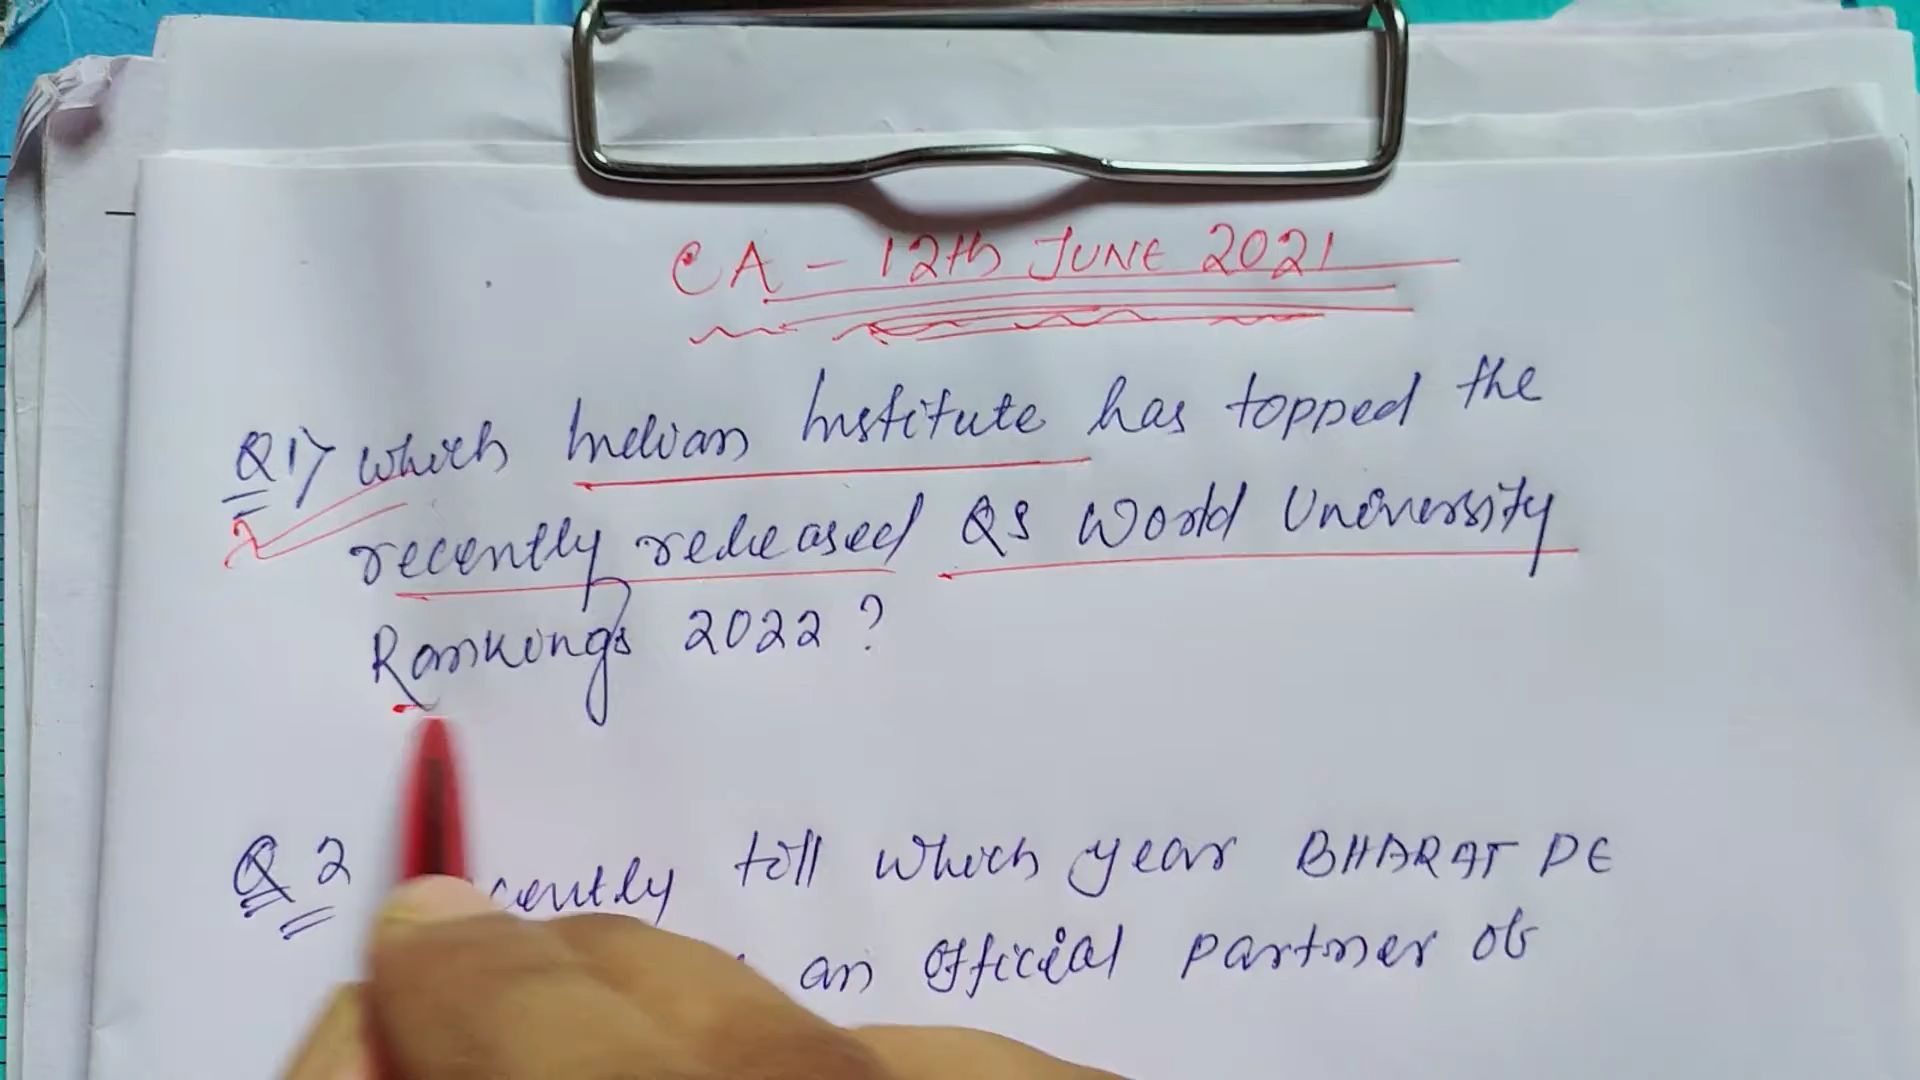 CA - 12th JUNE 2021
Q1) which Indian Institute has topped the
recently released QS World University
Rankings 2022 ?
Q2 till which year BHARAT PE
an official partner of